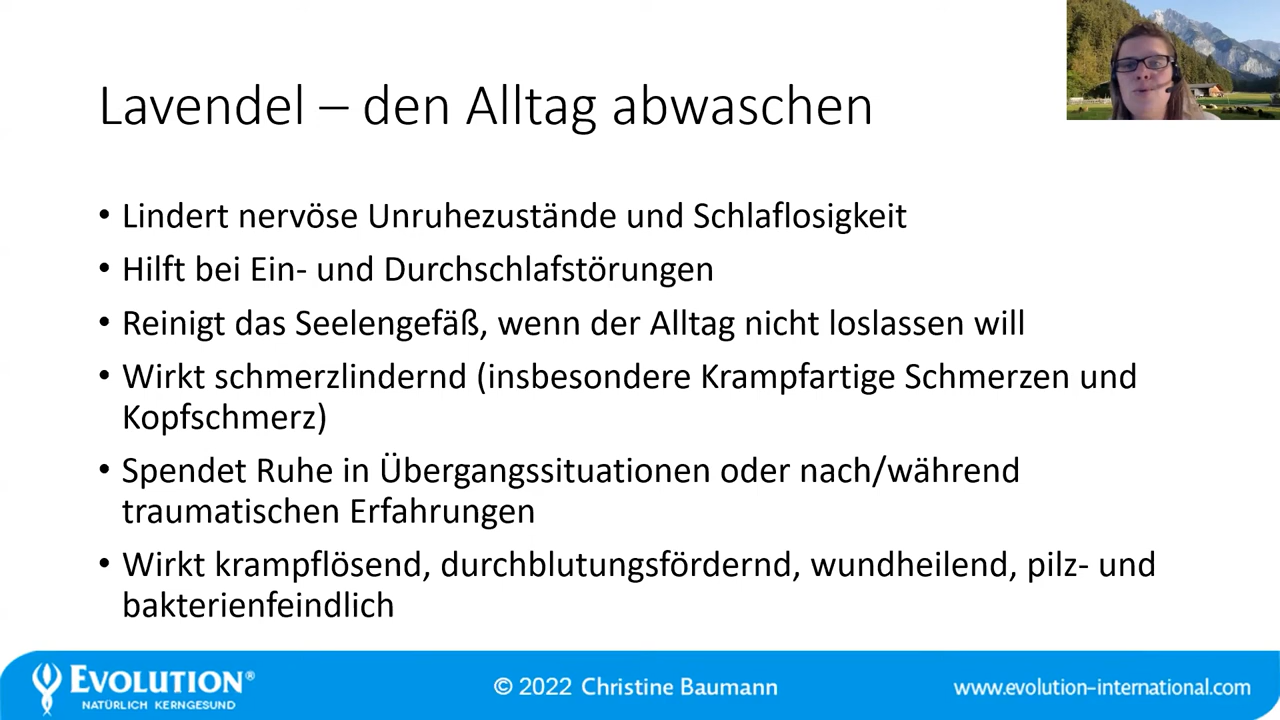 Lavendel – den Alltag abwaschen
• Lindert nervöse Unruhezustände und Schlaflosigkeit
• Hilft bei Ein- und Durchschlafstörungen
• Reinigt das Seelengefäß, wenn der Alltag nicht loslassen will
• Wirkt schmerzlindernd (insbesondere Krampfartige Schmerzen und
Kopfschmerz)
• Spendet Ruhe in Übergangssituationen oder nach/während
traumatischen Erfahrungen
• Wirkt krampflösend, durchblutungsfördernd, wundheilend, pilz- und
bakterienfeindlich
EVOLUTION®
NATÜRLICH KERNGESUND
© 2022 Christine Baumann
www.evolution-international.com